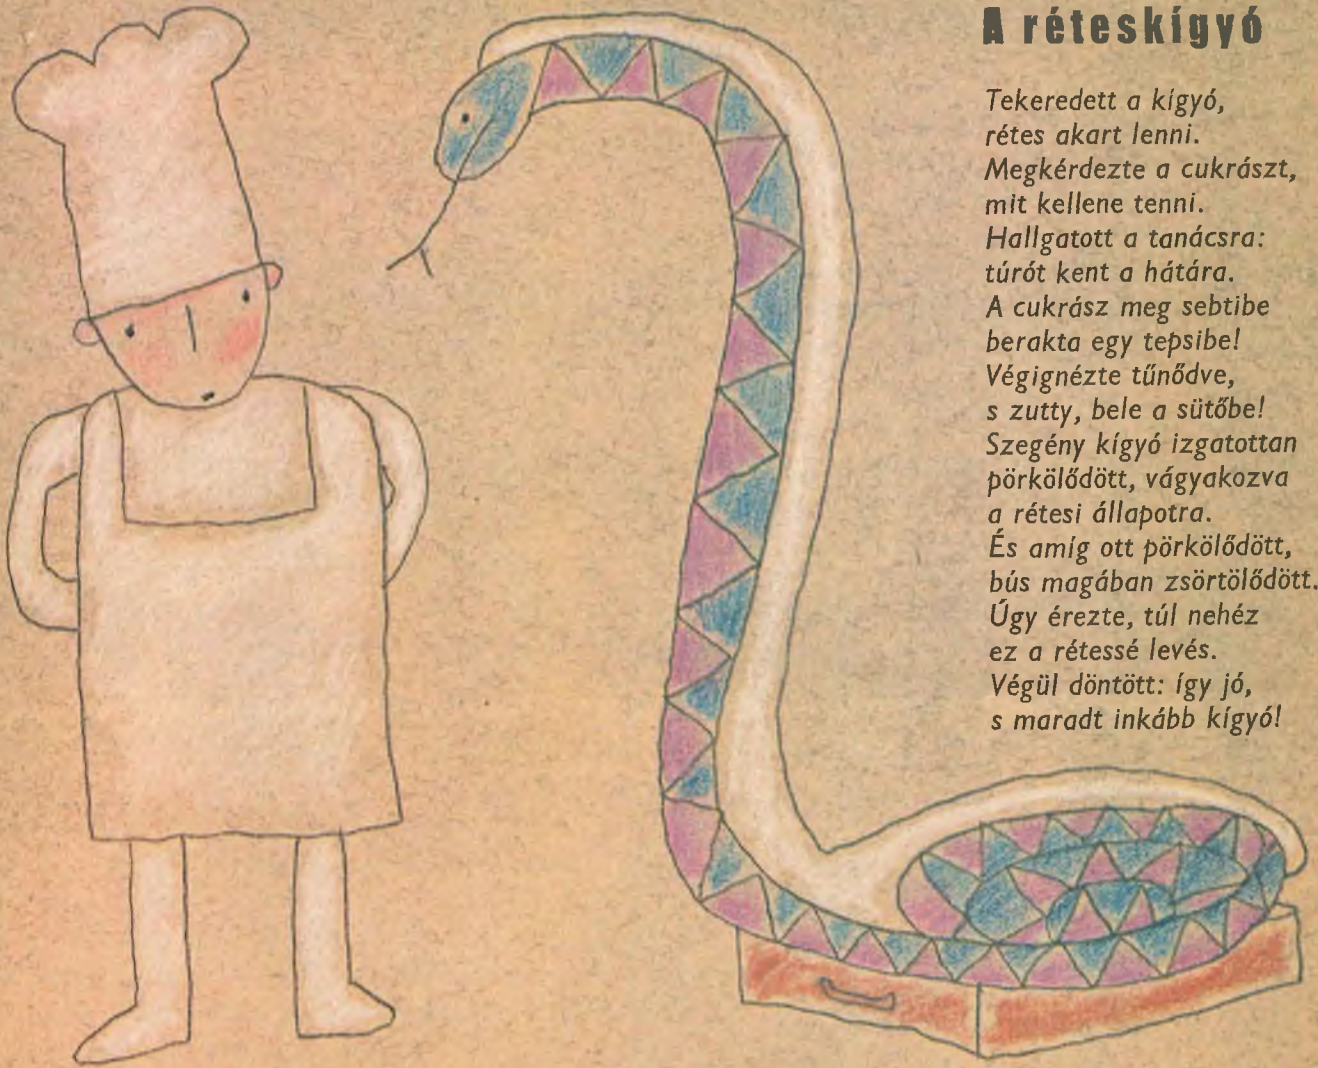 A réteskígyó
Tekeredett a kígyó,
rétes akart lenni.
Megkérdezte a cukrászt,
mit kellene tenni.
Hallgatott a tanácsra:
túrót kent a hátára.
A cukrász meg sebtibe
berakta egy tepsibe!
Végignézte tűnődve,
s zutty, bele a sütőbe!
Szegény kígyó izgatottan
pörkölődött, vágyakozva
a rétesi állapotra.
És amíg ott pörkölődött,
bús magában zsörtölődött.
Úgy érezte, túl nehéz
ez a rétessé levés.
Végül döntött: így jó,
s maradt inkább kígyó!